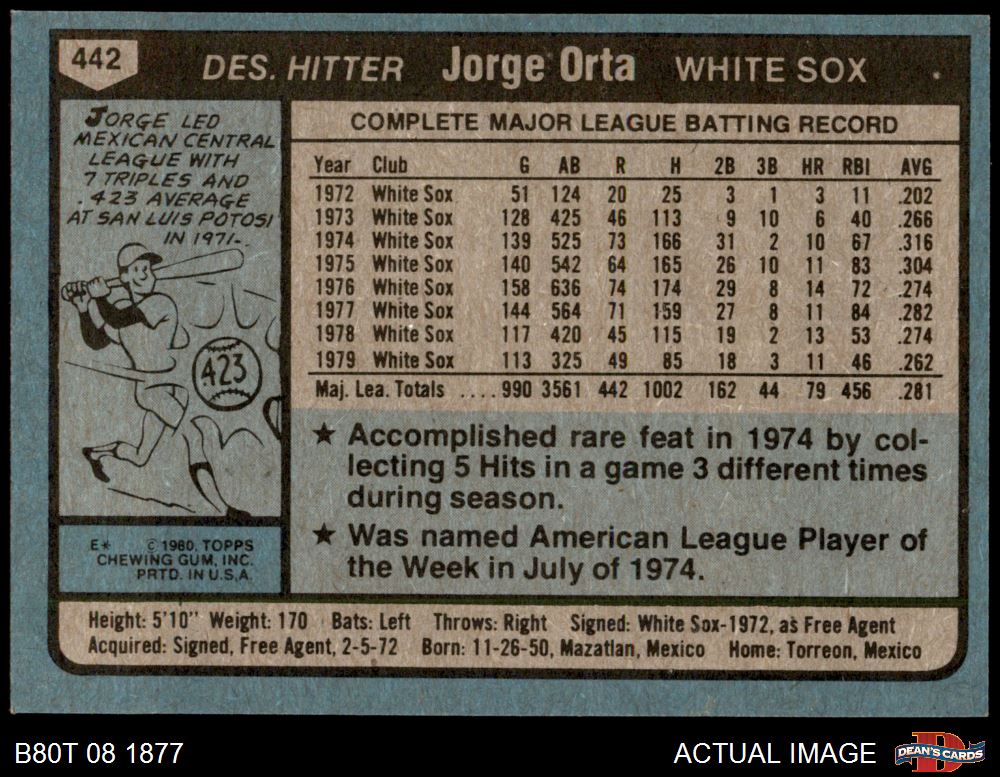 442
DES. HITTER Jorge Orta WHITE SOX
JORGE LED
MEXICAN CENTRAL
LEAGUE WITH
7 TRIPLES AND
.423 AVERAGE
AT SAN LUIS POTOSI
IN 1971.
423
E* © 1980, TOPPS
CHEWING GUM, INC.
PRTD. IN U.S.A.
COMPLETE MAJOR LEAGUE BATTING RECORD
Year Club G AB R H 2B 3B HR RBI AVG
1972 White Sox 51 124 20 25 3 1 3 11 .202
1973 White Sox 128 425 46 113 9 10 6 40 .266
1974 White Sox 139 525 73 166 31 2 10 67 .316
1975 White Sox 140 542 64 165 26 10 11 83 .304
1976 White Sox 158 636 74 174 29 8 14 72 .274
1977 White Sox 144 564 71 159 27 8 11 84 .282
1978 White Sox 117 420 45 115 19 2 13 53 .274
1979 White Sox 113 325 49 85 18 3 11 46 .262
Maj. Lea. Totals ....990 3561 442 1002 162 44 79 456 .281
★ Accomplished rare feat in 1974 by col-
lecting 5 Hits in a game 3 different times
during season.
★ Was named American League Player of
the Week in July of 1974.
Height: 5'10" Weight: 170 Bats: Left Throws: Right Signed: White Sox-1972, as Free Agent
Acquired: Signed, Free Agent, 2-5-72 Born: 11-26-50, Mazatlan, Mexico Home: Torreon, Mexico
B80T 08 1877
ACTUAL IMAGE
DEAN'S CARDS